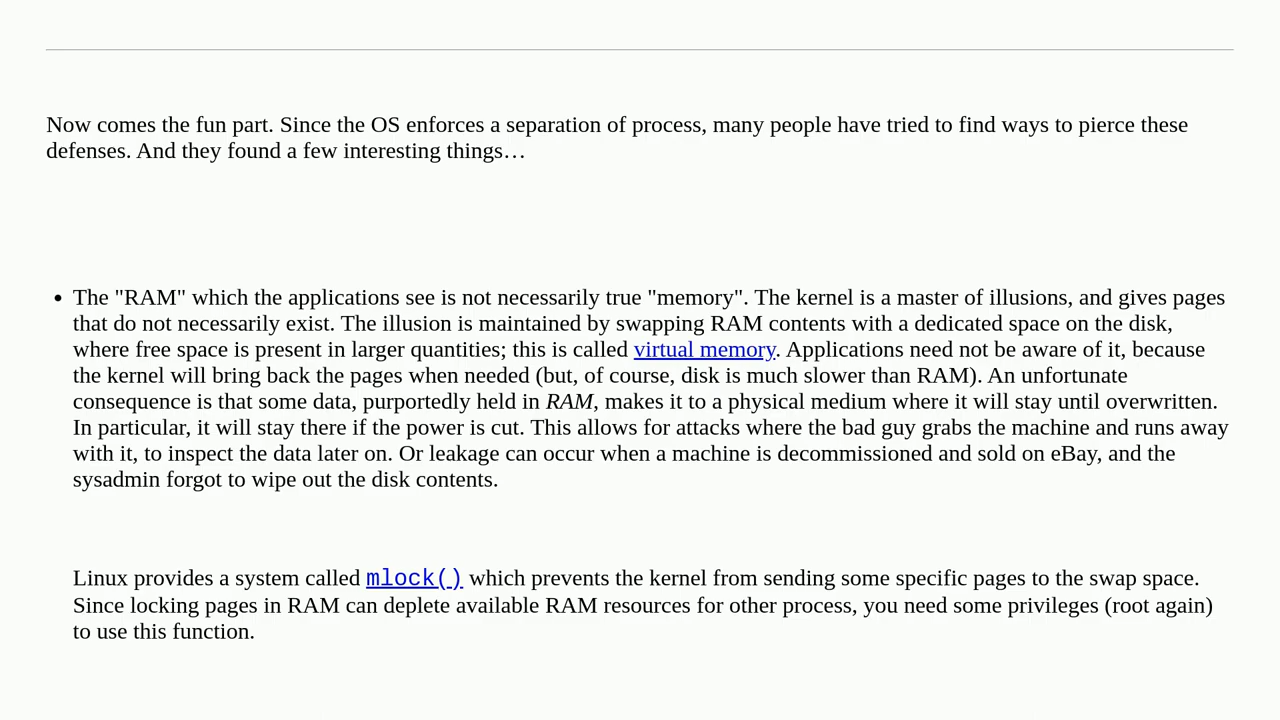 Now comes the fun part. Since the OS enforces a separation of process, many people have tried to find ways to pierce these
defenses. And they found a few interesting things…
• The "RAM" which the applications see is not necessarily true "memory". The kernel is a master of illusions, and gives pages
that do not necessarily exist. The illusion is maintained by swapping RAM contents with a dedicated space on the disk,
where free space is present in larger quantities; this is called virtual memory. Applications need not be aware of it, because
the kernel will bring back the pages when needed (but, of course, disk is much slower than RAM). An unfortunate
consequence is that some data, purportedly held in RAM, makes it to a physical medium where it will stay until overwritten.
In particular, it will stay there if the power is cut. This allows for attacks where the bad guy grabs the machine and runs away
with it, to inspect the data later on. Or leakage can occur when a machine is decommissioned and sold on eBay, and the
sysadmin forgot to wipe out the disk contents.
Linux provides a system called mlock() which prevents the kernel from sending some specific pages to the swap space.
Since locking pages in RAM can deplete available RAM resources for other process, you need some privileges (root again)
to use this function.